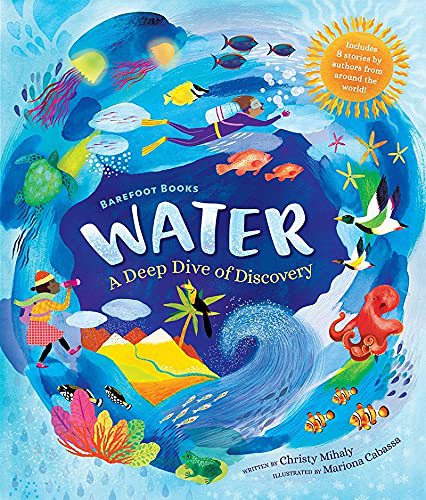 Includes
8 stories by
authors from
around the
world!
BAREFOOT BOOKS
WATER
A Deep Dive of Discovery
WRITTEN BY Christy Mihaly
ILLUSTRATED BY Mariona Cabassa